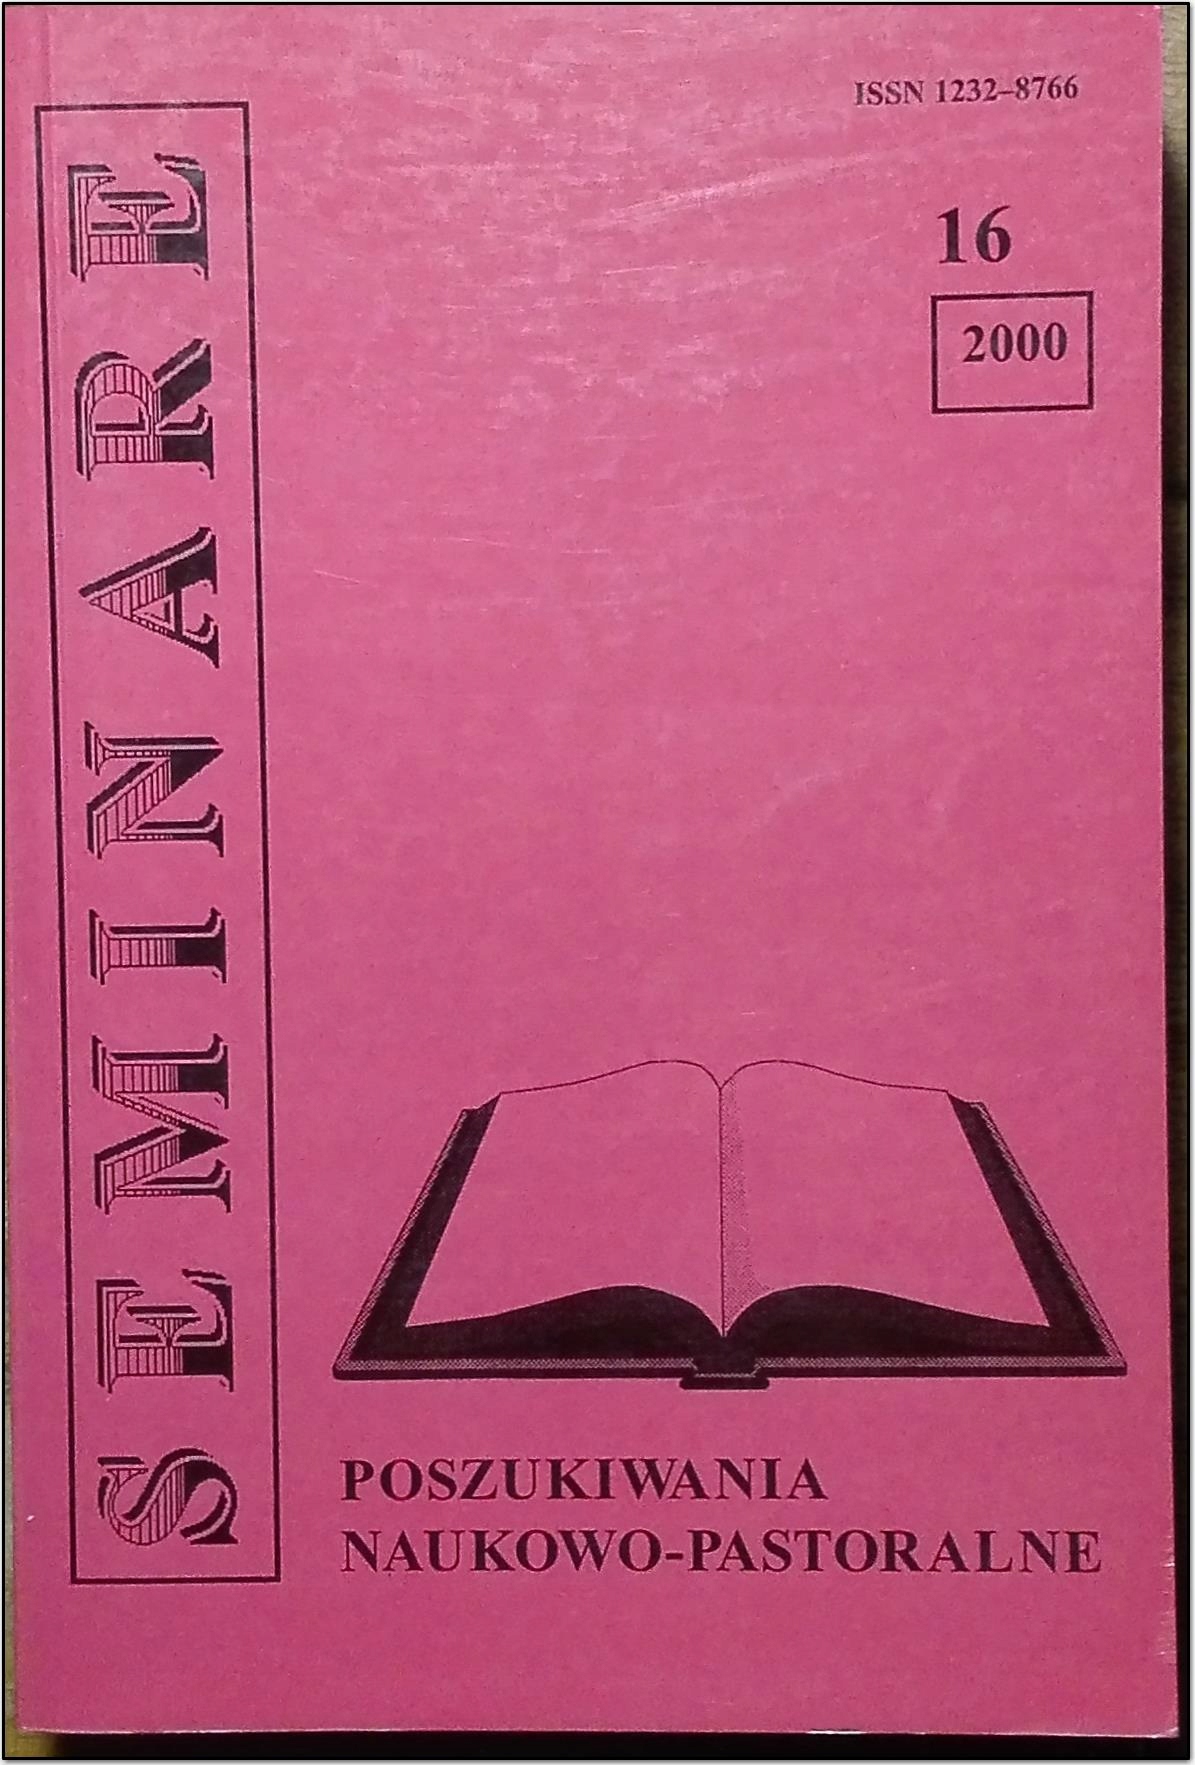 ISSN 1232–8766
16
2000
SEMINARE
POSZUKIWANIA
NAUKOWO-PASTORALNE